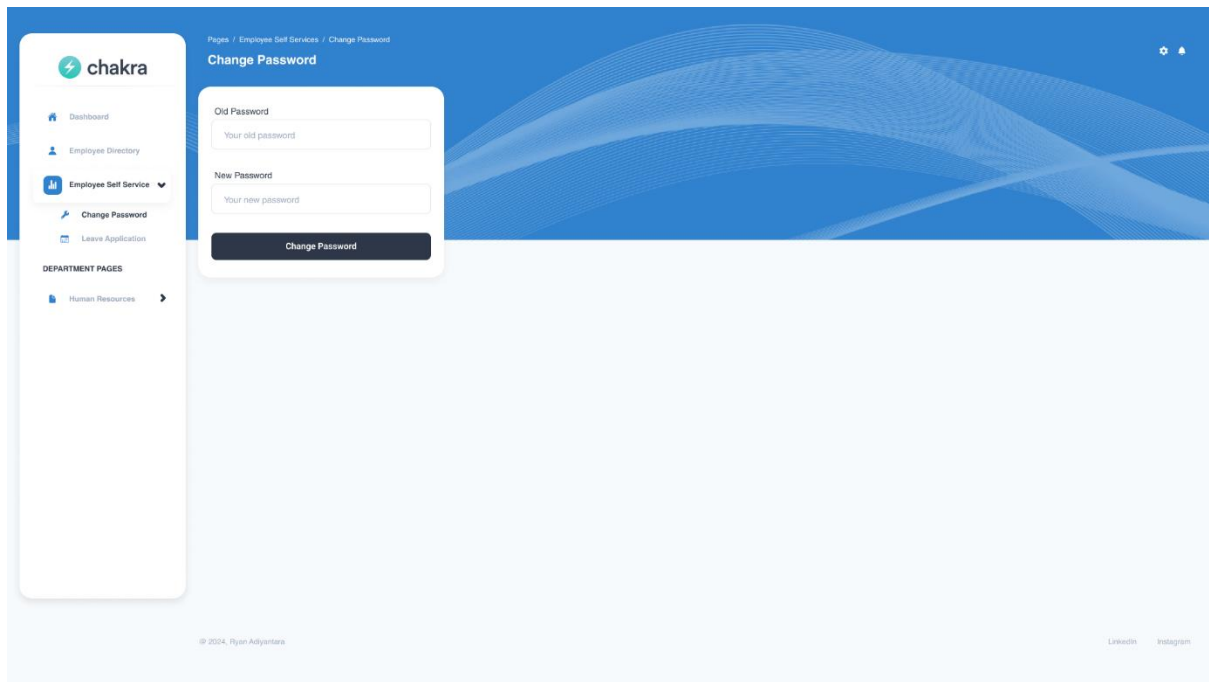 chakra
Dashboard
Employee Directory
Employee Self Service
Change Password
Leave Application
DEPARTMENT PAGES
Human Resources
Pages / Employee Self Services / Change Password
Change Password
Old Password
Your old password
New Password
Your new password
Change Password
@ 2024, Ryan Adiyantara
LinkedIn Instagram